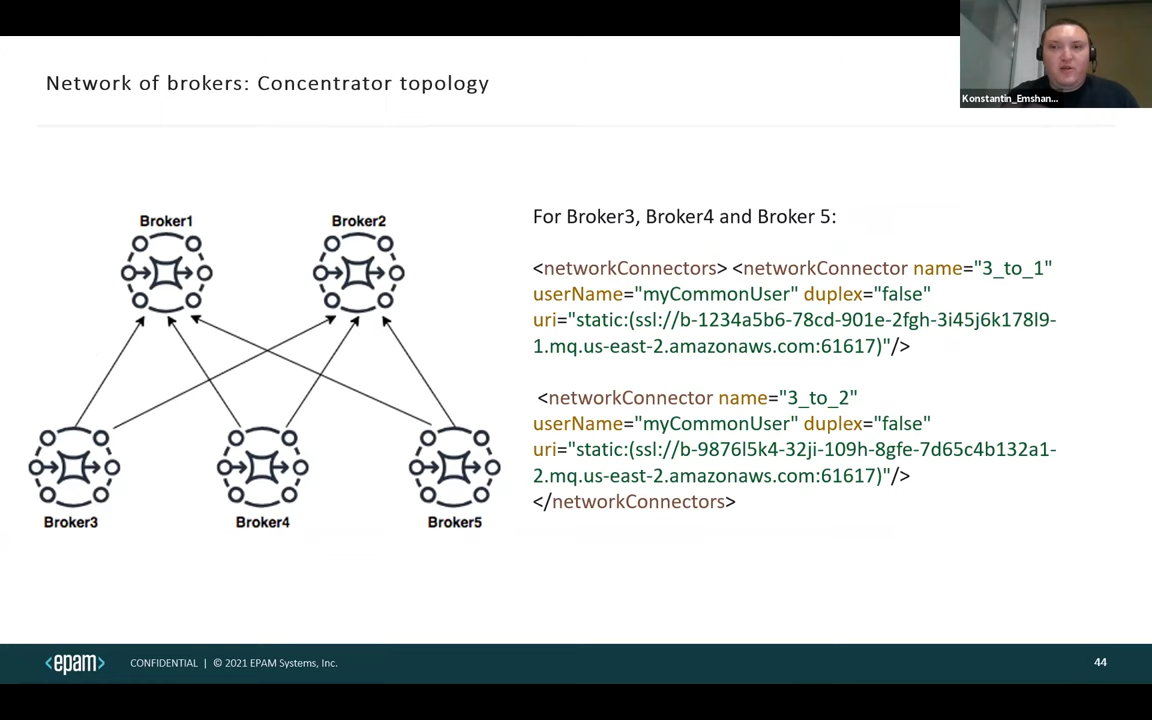 Network of brokers: Concentrator topology
Konstantin_Emshan...
Broker1
Broker2
Broker3
Broker4
Broker5
For Broker3, Broker4 and Broker 5:
<networkConnectors> <networkConnector name="3_to_1"
userName="myCommonUser" duplex="false"
uri="static:(ssl://b-1234a5b6-78cd-901e-2fgh-3i45j6k178l9-
1.mq.us-east-2.amazonaws.com:61617)"/>
<networkConnector name="3_to_2"
userName="myCommonUser" duplex="false"
uri="static:(ssl://b-9876l5k4-32ji-109h-8gfe-7d65c4b132a1-
2.mq.us-east-2.amazonaws.com:61617)"/>
</networkConnectors>
<epam>
CONFIDENTIAL | © 2021 EPAM Systems, Inc.
44